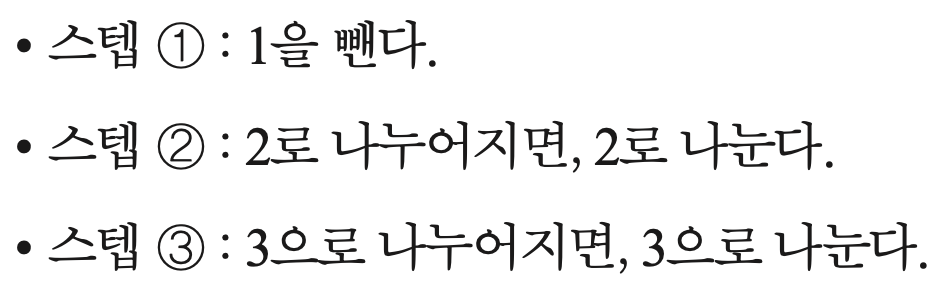 • 스텝 ① : 1을 뺀다.
• 스텝 ② : 2로 나누어지면, 2로 나눈다.
• 스텝 ③ : 3으로 나누어지면, 3으로 나눈다.